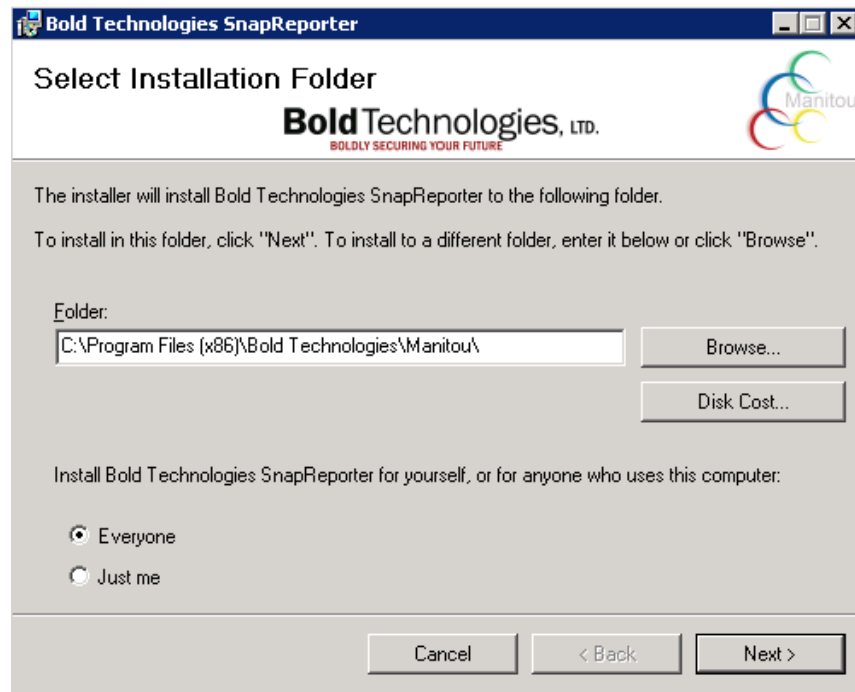 Bold Technologies SnapReporter
Select Installation Folder
Bold Technologies, LTD.
BOLDLY SECURING YOUR FUTURE
Manitou
The installer will install Bold Technologies SnapReporter to the following folder.
To install in this folder, click "Next". To install to a different folder, enter it below or click "Browse".
Folder:
C:\Program Files (x86)\Bold Technologies\Manitou\
Browse...
Disk Cost...
Install Bold Technologies SnapReporter for yourself, or for anyone who uses this computer:
Everyone
Just me
Cancel
< Back
Next >